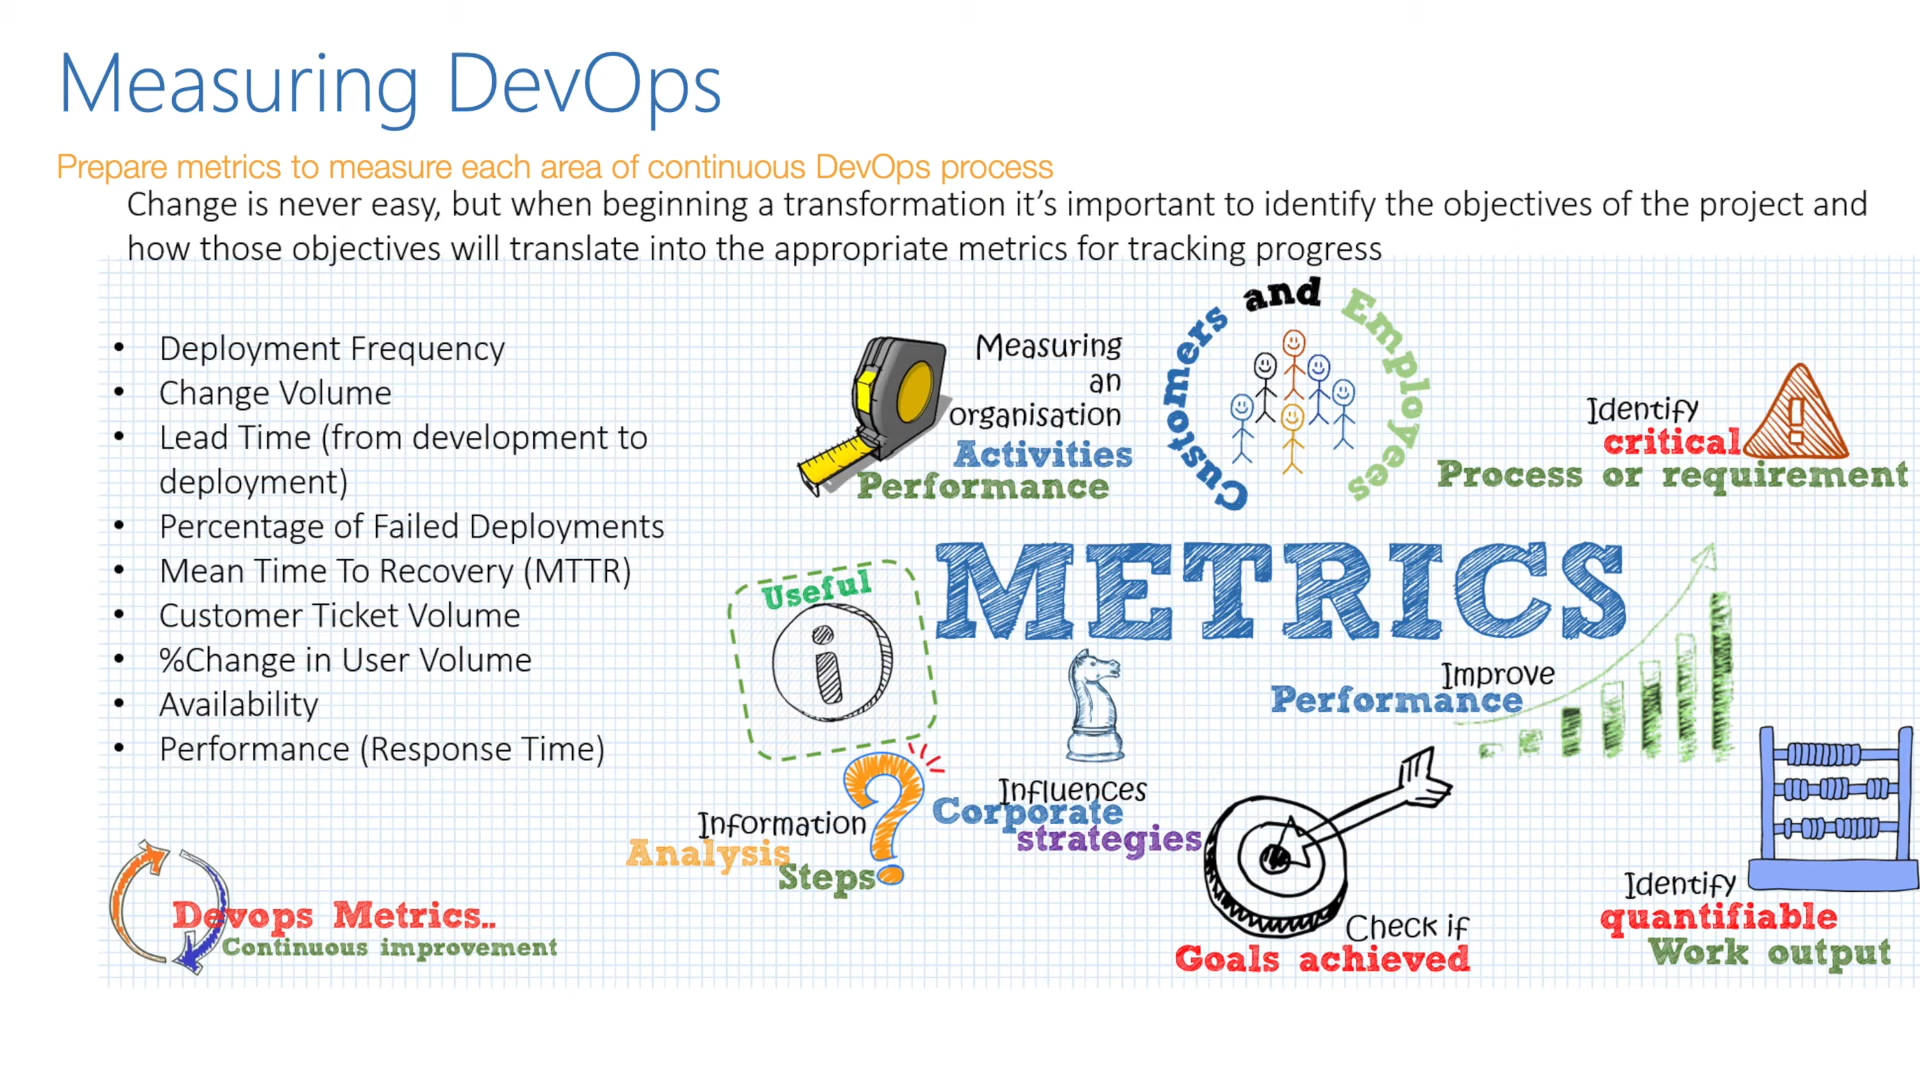 Measuring DevOps
Prepare metrics to measure each area of continuous DevOps process
Change is never easy, but when beginning a transformation it's important to identify the objectives of the project and
how those objectives will translate into the appropriate metrics for tracking progress
• Deployment Frequency
• Change Volume
• Lead Time (from development to
deployment)
• Percentage of Failed Deployments
• Mean Time To Recovery (MTTR)
• Customer Ticket Volume
• %Change in User Volume
• Availability
• Performance (Response Time)
Devops Metrics..
Continuous improvement
Measuring
an
organisation
Activities
Performance
Customers and Employees
Identify
critical
Process or requirement
METRICS
Useful
i
Improve
Performance
Information
Analysis
Steps
?
Influences
Corporate
strategies
Check if
Goals achieved
Identify
quantifiable
Work output